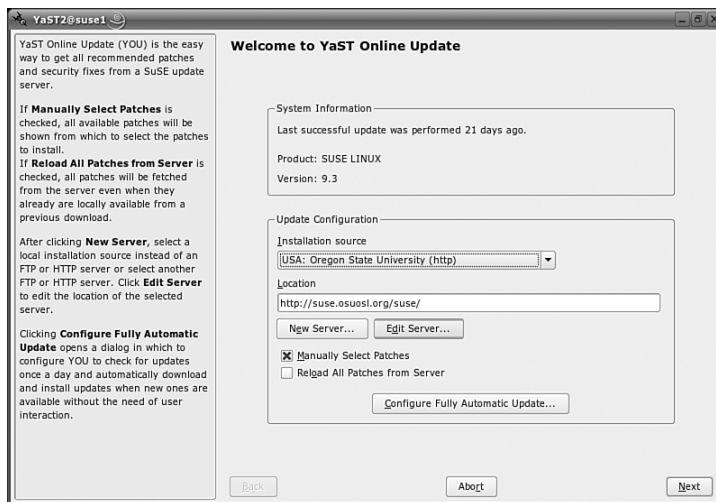 YaST2@suse1
YaST Online Update (YOU) is the easy
way to get all recommended patches
and security fixes from a SuSE update
server.
If Manually Select Patches is
checked, all available patches will be
shown from which to select the patches
to install.
If Reload All Patches from Server is
checked, all patches will be fetched
from the server even when they
already are locally available from a
previous download.
After clicking New Server, select a
local installation source instead of an
FTP or HTTP server or select another
FTP or HTTP server. Click Edit Server
to edit the location of the selected
server.
Clicking Configure Fully Automatic
Update opens a dialog in which to
configure YOU to check for updates
once a day and automatically download
and install updates when new ones are
available without the need of user
interaction.
Welcome to YaST Online Update
System Information
Last successful update was performed 21 days ago.
Product: SUSE LINUX
Version: 9.3
Update Configuration
Installation source
USA: Oregon State University (http)
Location
http://suse.osuosl.org/suse/
New Server...
Edit Server...
Manually Select Patches
Reload All Patches from Server
Configure Fully Automatic Update...
Back
Abort
Next